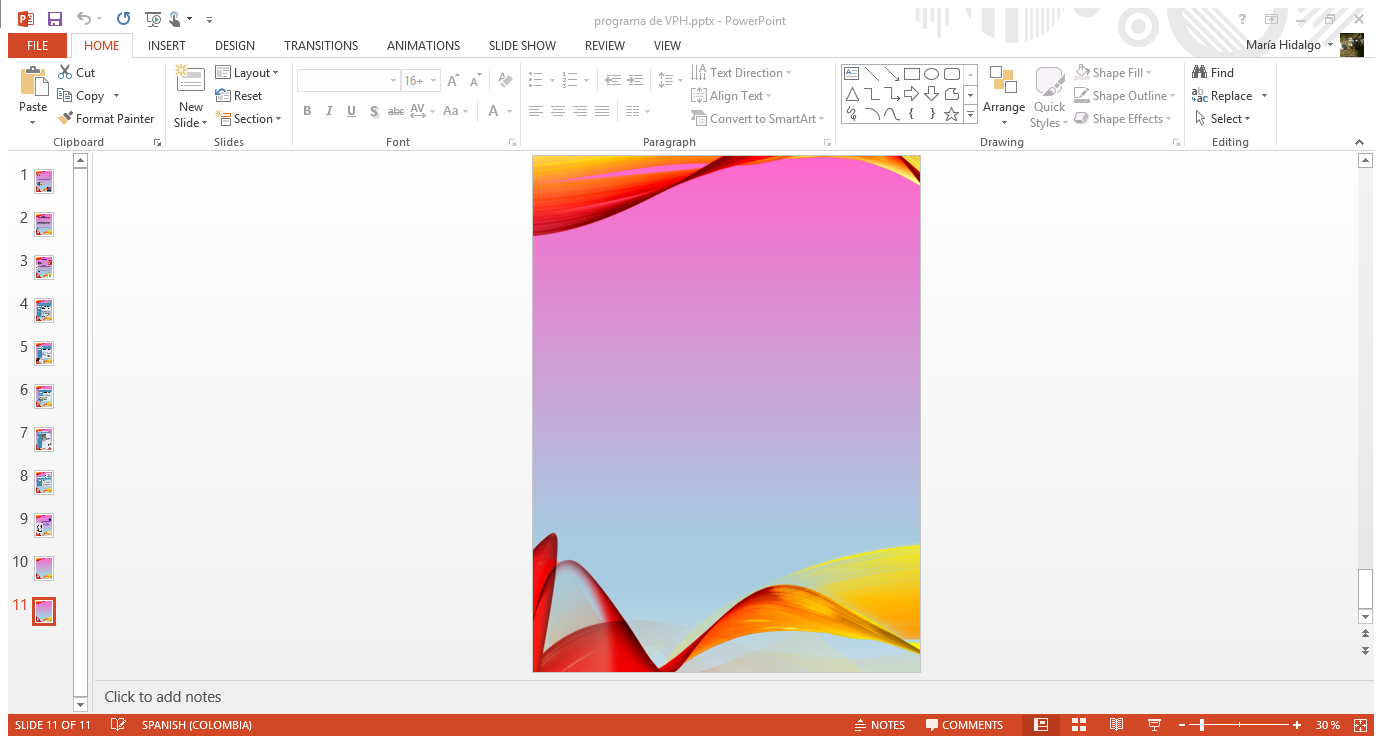 programa de VPH.pptx - PowerPoint
?
FILE HOME INSERT DESIGN TRANSITIONS ANIMATIONS SLIDE SHOW REVIEW VIEW María Hidalgo
Paste
Cut
Copy
Format Painter
Clipboard
New
Slide
Layout
Reset
Section
Slides
16+ A A
B I U S abc AV Aa A
Font
Text Direction
Align Text
Convert to SmartArt
Paragraph
Arrange
Quick
Styles
Shape Fill
Shape Outline
Shape Effects
Drawing
Find
Replace
Select
Editing
1
2
3
4
5
6
7
8
9
10
11
Click to add notes
SLIDE 11 OF 11 SPANISH (COLOMBIA) NOTES COMMENTS 30 %